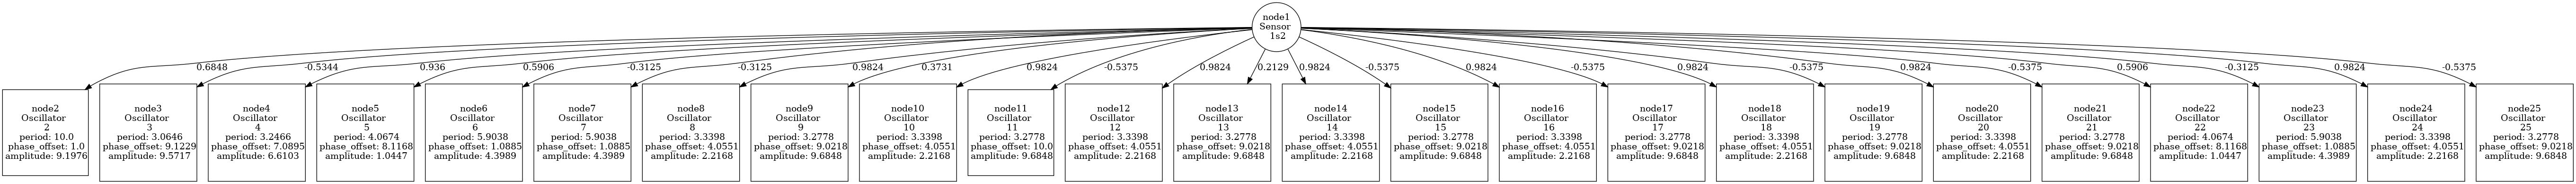 node1
Sensor
1s2
0.6848
-0.5344
0.936
0.5906
-0.3125
-0.3125
0.9824
0.3731
0.9824
-0.5375
0.9824
0.2129
0.9824
-0.5375
0.9824
-0.5375
0.9824
-0.5375
0.9824
-0.5375
0.5906
-0.3125
0.9824
-0.5375
node2
Oscillator
2
period: 10.0
phase_offset: 1.0
amplitude: 9.1976
node3
Oscillator
3
period: 3.0646
phase_offset: 9.1229
amplitude: 9.5717
node4
Oscillator
4
period: 3.2466
phase_offset: 7.0895
amplitude: 6.6103
node5
Oscillator
5
period: 4.0674
phase_offset: 8.1168
amplitude: 1.0447
node6
Oscillator
6
period: 5.9038
phase_offset: 1.0885
amplitude: 4.3989
node7
Oscillator
7
period: 5.9038
phase_offset: 1.0885
amplitude: 4.3989
node8
Oscillator
8
period: 3.3398
phase_offset: 4.0551
amplitude: 2.2168
node9
Oscillator
9
period: 3.2778
phase_offset: 9.0218
amplitude: 9.6848
node10
Oscillator
10
period: 3.3398
phase_offset: 4.0551
amplitude: 2.2168
node11
Oscillator
11
period: 3.2778
phase_offset: 10.0
amplitude: 9.6848
node12
Oscillator
12
period: 3.3398
phase_offset: 4.0551
amplitude: 2.2168
node13
Oscillator
13
period: 3.2778
phase_offset: 9.0218
amplitude: 9.6848
node14
Oscillator
14
period: 3.3398
phase_offset: 4.0551
amplitude: 2.2168
node15
Oscillator
15
period: 3.2778
phase_offset: 9.0218
amplitude: 9.6848
node16
Oscillator
16
period: 3.3398
phase_offset: 4.0551
amplitude: 2.2168
node17
Oscillator
17
period: 3.2778
phase_offset: 9.0218
amplitude: 9.6848
node18
Oscillator
18
period: 3.3398
phase_offset: 4.0551
amplitude: 2.2168
node19
Oscillator
19
period: 3.2778
phase_offset: 9.0218
amplitude: 9.6848
node20
Oscillator
20
period: 3.3398
phase_offset: 4.0551
amplitude: 2.2168
node21
Oscillator
21
period: 3.2778
phase_offset: 9.0218
amplitude: 9.6848
node22
Oscillator
22
period: 4.0674
phase_offset: 8.1168
amplitude: 1.0447
node23
Oscillator
23
period: 5.9038
phase_offset: 1.0885
amplitude: 4.3989
node24
Oscillator
24
period: 3.3398
phase_offset: 4.0551
amplitude: 2.2168
node25
Oscillator
25
period: 3.2778
phase_offset: 9.0218
amplitude: 9.6848